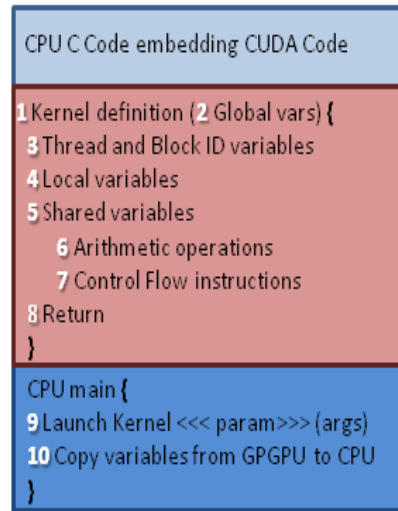 CPU C Code embedding CUDA Code
1 Kernel definition (2 Global vars) {
3 Thread and Block ID variables
4 Local variables
5 Shared variables
6 Arithmetic operations
7 Control Flow instructions
8 Return
}
CPU main {
9 Launch Kernel <<< param>>> (args)
10 Copy variables from GPGPU to CPU
}